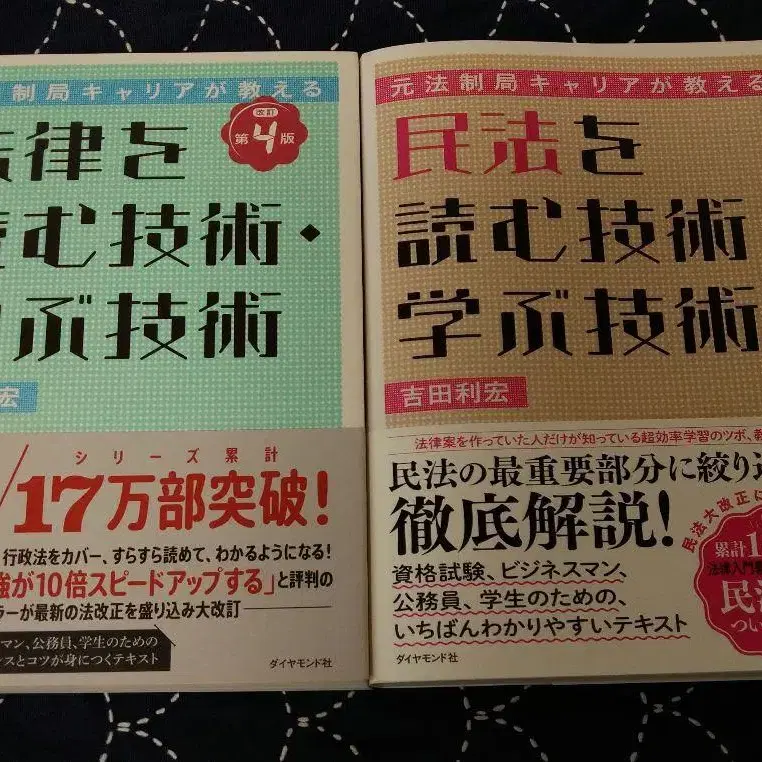 制局キャリアが教える
改訂
第4版
法律を
読む技術・
学ぶ技術
宏
シリーズ累計
17万部突破!
行政法をカバー、すらすら読めて、わかるようになる!
強が10倍スピードアップする」と評判の
ラーが最新の法改正を盛り込み大改訂
マン、公務員、学生のための
スとコツが身につくテキスト
ダイヤモンド社
元法制局キャリアが教える
民法を
読む技術
学ぶ技術
吉田利宏
法律案を作っていた人だけが知っている超効率学習のツボ、教
民法の最重要部分に絞り込
徹底解説!
資格試験、ビジネスマン、
公務員、学生のための、
いちばんわかりやすいテキスト
ダイヤモンド社
民法大改正に
累計1
法律入門
民法
つい